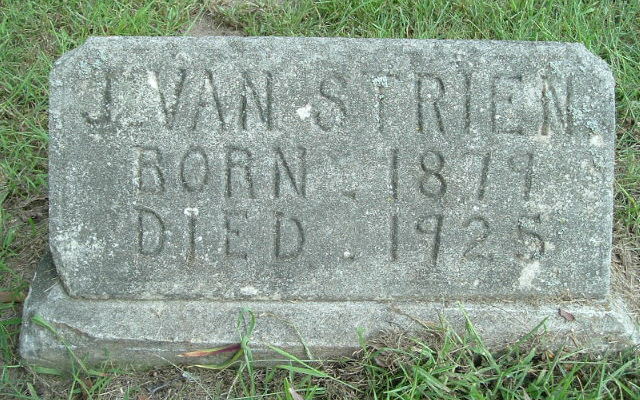 J. VAN STRIEN.
BORN. 1879
DIED. 1925